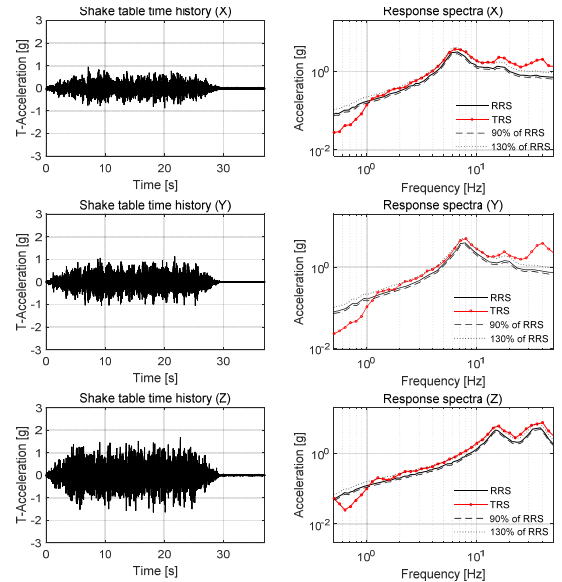 Shake table time history (X)
T-Acceleration [g]
3
2
1
0
-1
-2
-3
0
10
20
30
Time [s]
Response spectra (X)
Acceleration [g]
10^0
10^-2
10^0
10^1
Frequency [Hz]
RRS
TRS
90% of RRS
130% of RRS
Shake table time history (Y)
T-Acceleration [g]
3
2
1
0
-1
-2
-3
0
10
20
30
Time [s]
Response spectra (Y)
Acceleration [g]
10^0
10^-2
10^0
10^1
Frequency [Hz]
RRS
TRS
90% of RRS
130% of RRS
Shake table time history (Z)
T-Acceleration [g]
3
2
1
0
-1
-2
-3
0
10
20
30
Time [s]
Response spectra (Z)
Acceleration [g]
10^0
10^-2
10^0
10^1
Frequency [Hz]
RRS
TRS
90% of RRS
130% of RRS